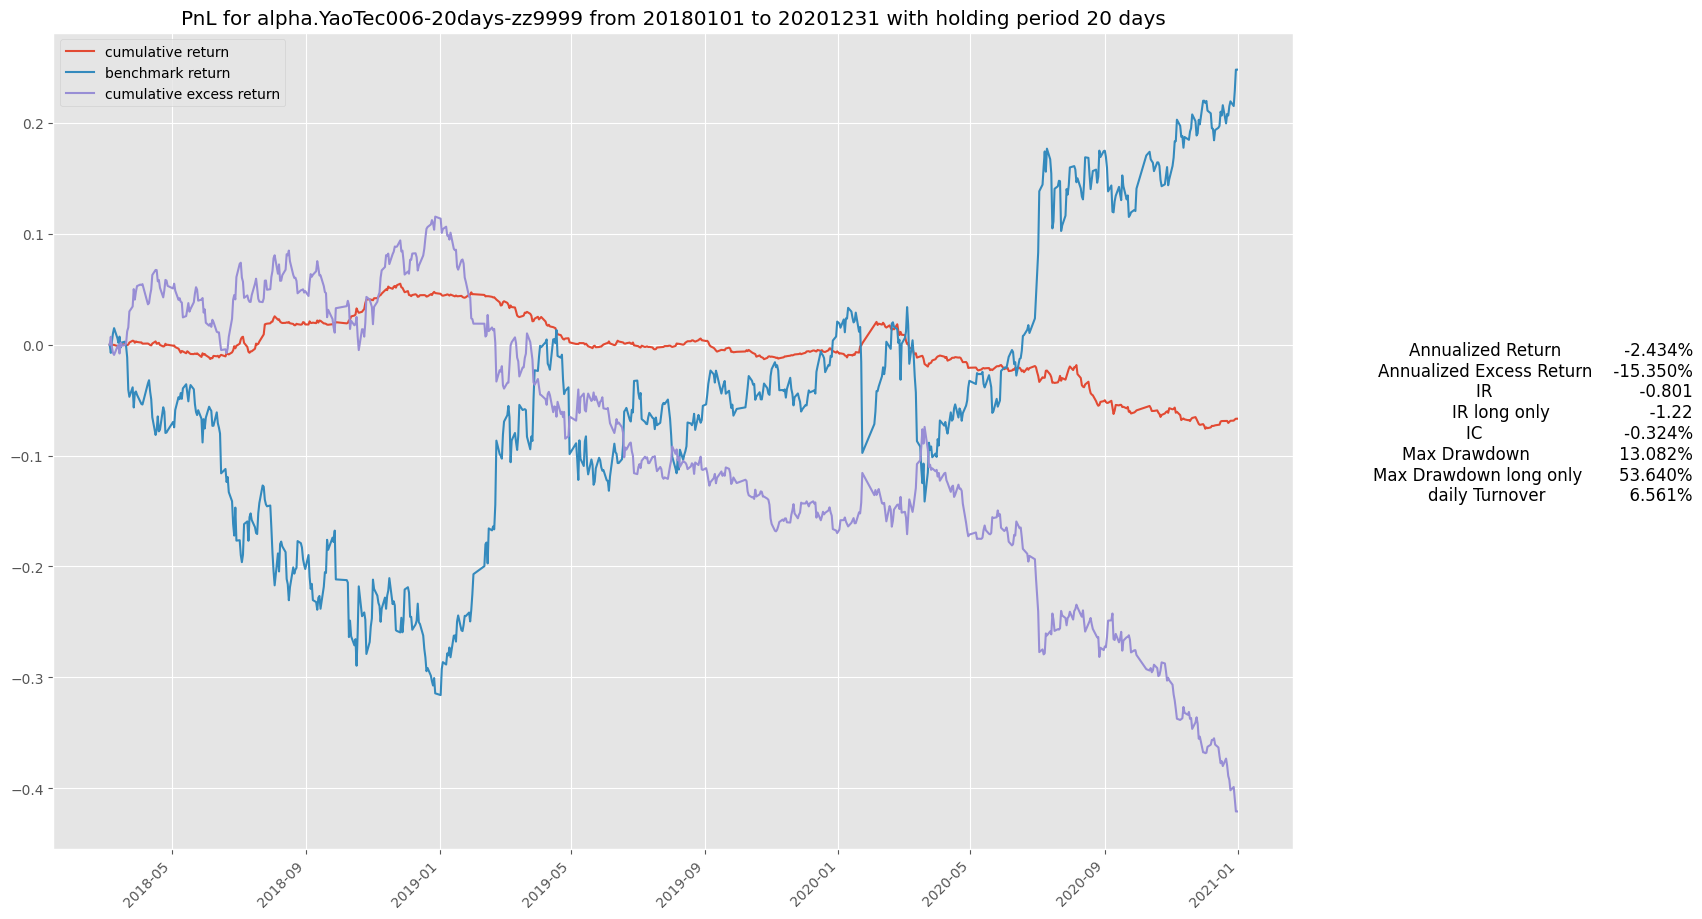 PnL for alpha.YaoTec006-20days-zz9999 from 20180101 to 20201231 with holding period 20 days
cumulative return
benchmark return
cumulative excess return
0.2
0.1
0.0
−0.1
−0.2
−0.3
−0.4
2018-05
2018-09
2019-01
2019-05
2019-09
2020-01
2020-05
2020-09
2021-01
Annualized Return -2.434%
Annualized Excess Return -15.350%
IR -0.801
IR long only -1.22
IC -0.324%
Max Drawdown 13.082%
Max Drawdown long only 53.640%
daily Turnover 6.561%